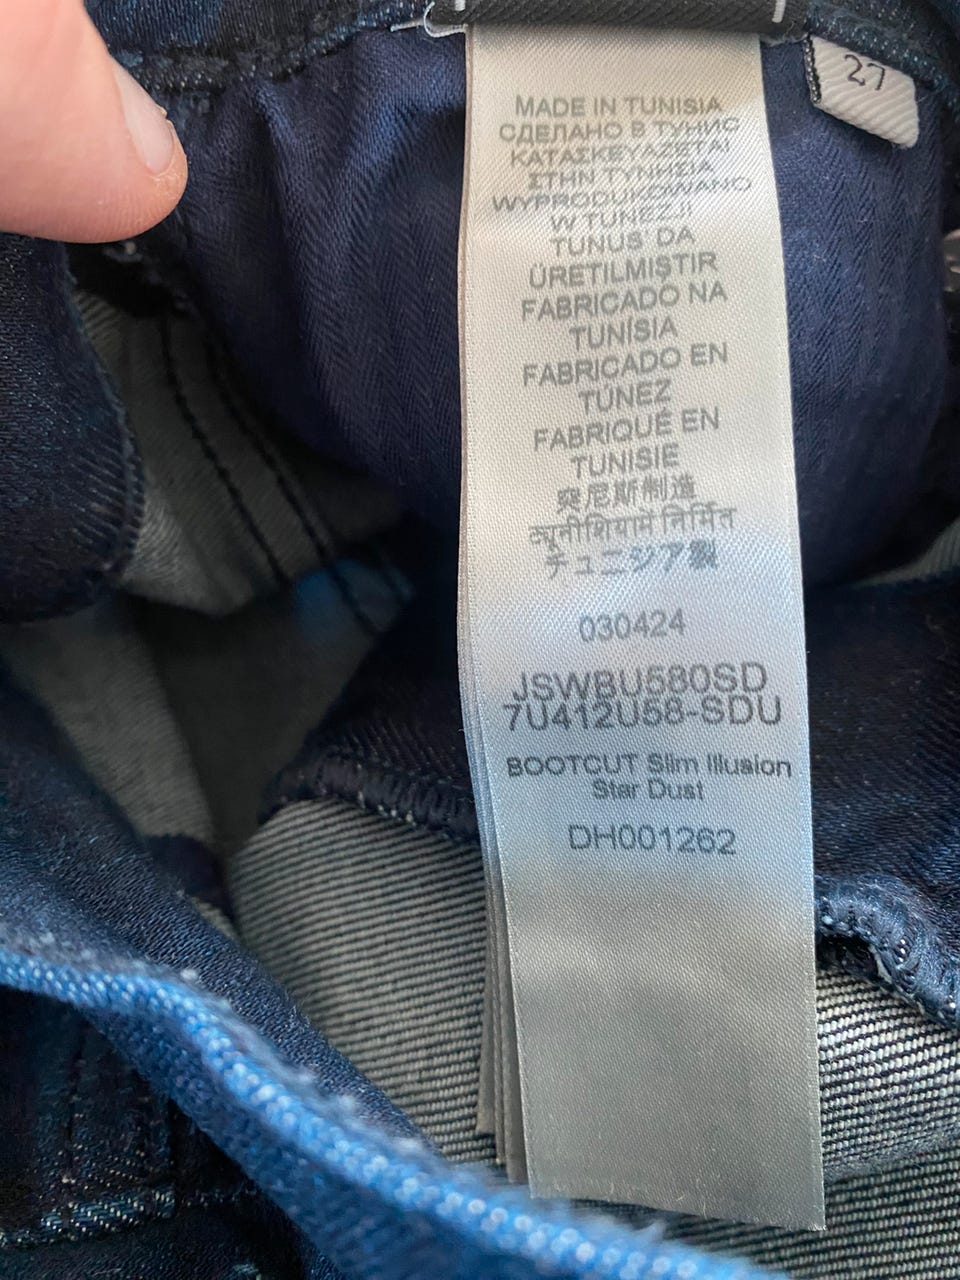 27
MADE IN TUNISIA
СДЕЛАНО В ТУНИС
ΚΑΤΑΣΚΕΥΑΖΕΤΑΙ
ΣΤΗΝ ΤΥΝΗΣΙΑ
WYPRODUKOWANO
W TUNEZJI
TUNUS' DA
ÜRETILMIŞTIR
FABRICADO NA
TUNÍSIA
FABRICADO EN
TÚNEZ
FABRIQUÉ EN
TUNISIE
突尼斯制造
ट्यूनीशियामें निर्मित
チュニジア製
030424
JSWBU580SD
7U412U58-SDU
BOOTCUT Slim Illusion
Star Dust
DH001262